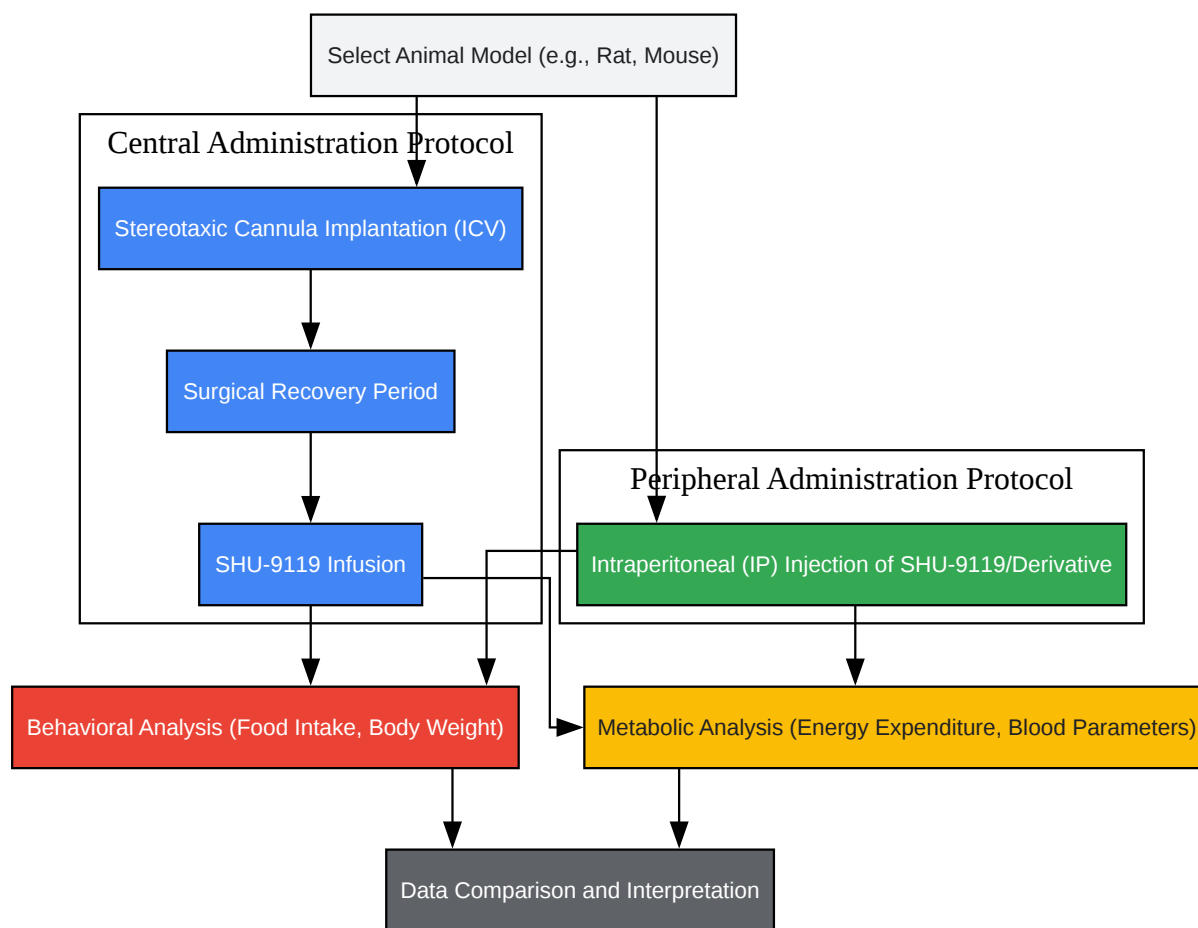 Select Animal Model (e.g., Rat, Mouse)
Central Administration Protocol
Stereotaxic Cannula Implantation (ICV)
Surgical Recovery Period
SHU-9119 Infusion
Peripheral Administration Protocol
Intraperitoneal (IP) Injection of SHU-9119/Derivative
Behavioral Analysis (Food Intake, Body Weight)
Metabolic Analysis (Energy Expenditure, Blood Parameters)
Data Comparison and Interpretation